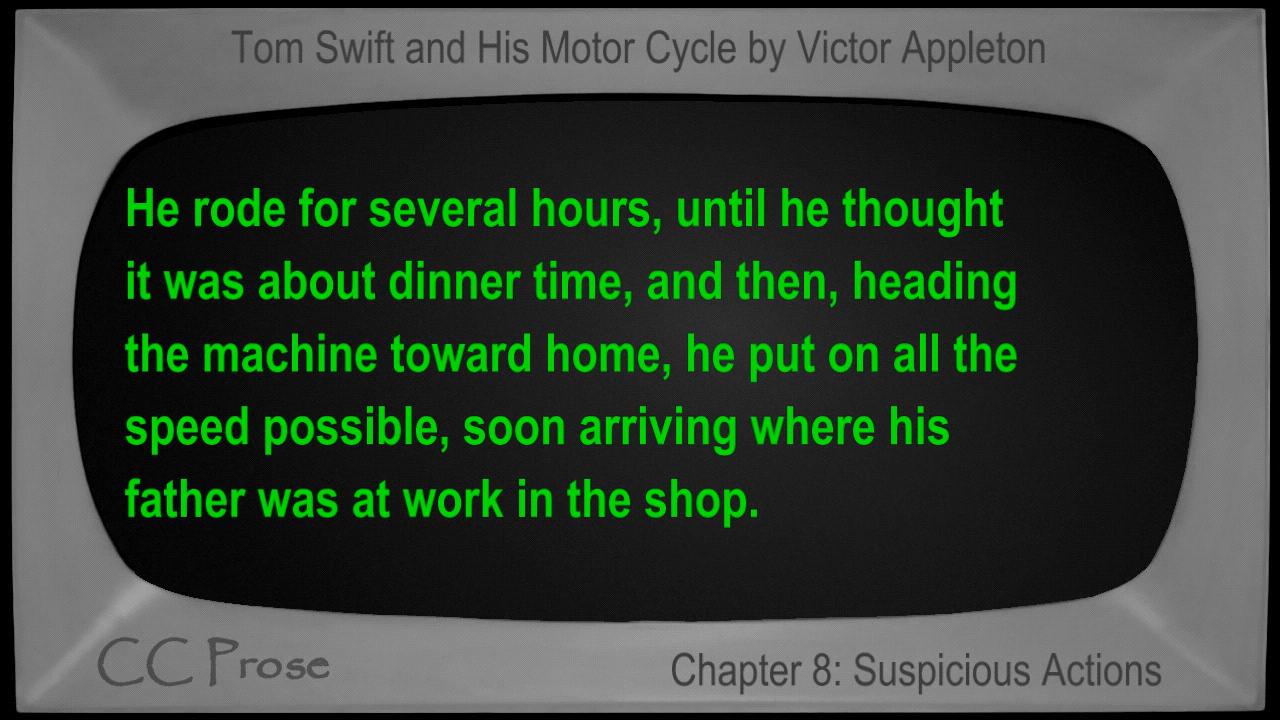 Tom Swift and His Motor Cycle by Victor Appleton
He rode for several hours, until he thought
it was about dinner time, and then, heading
the machine toward home, he put on all the
speed possible, soon arriving where his
father was at work in the shop.
CC Prose
Chapter 8: Suspicious Actions